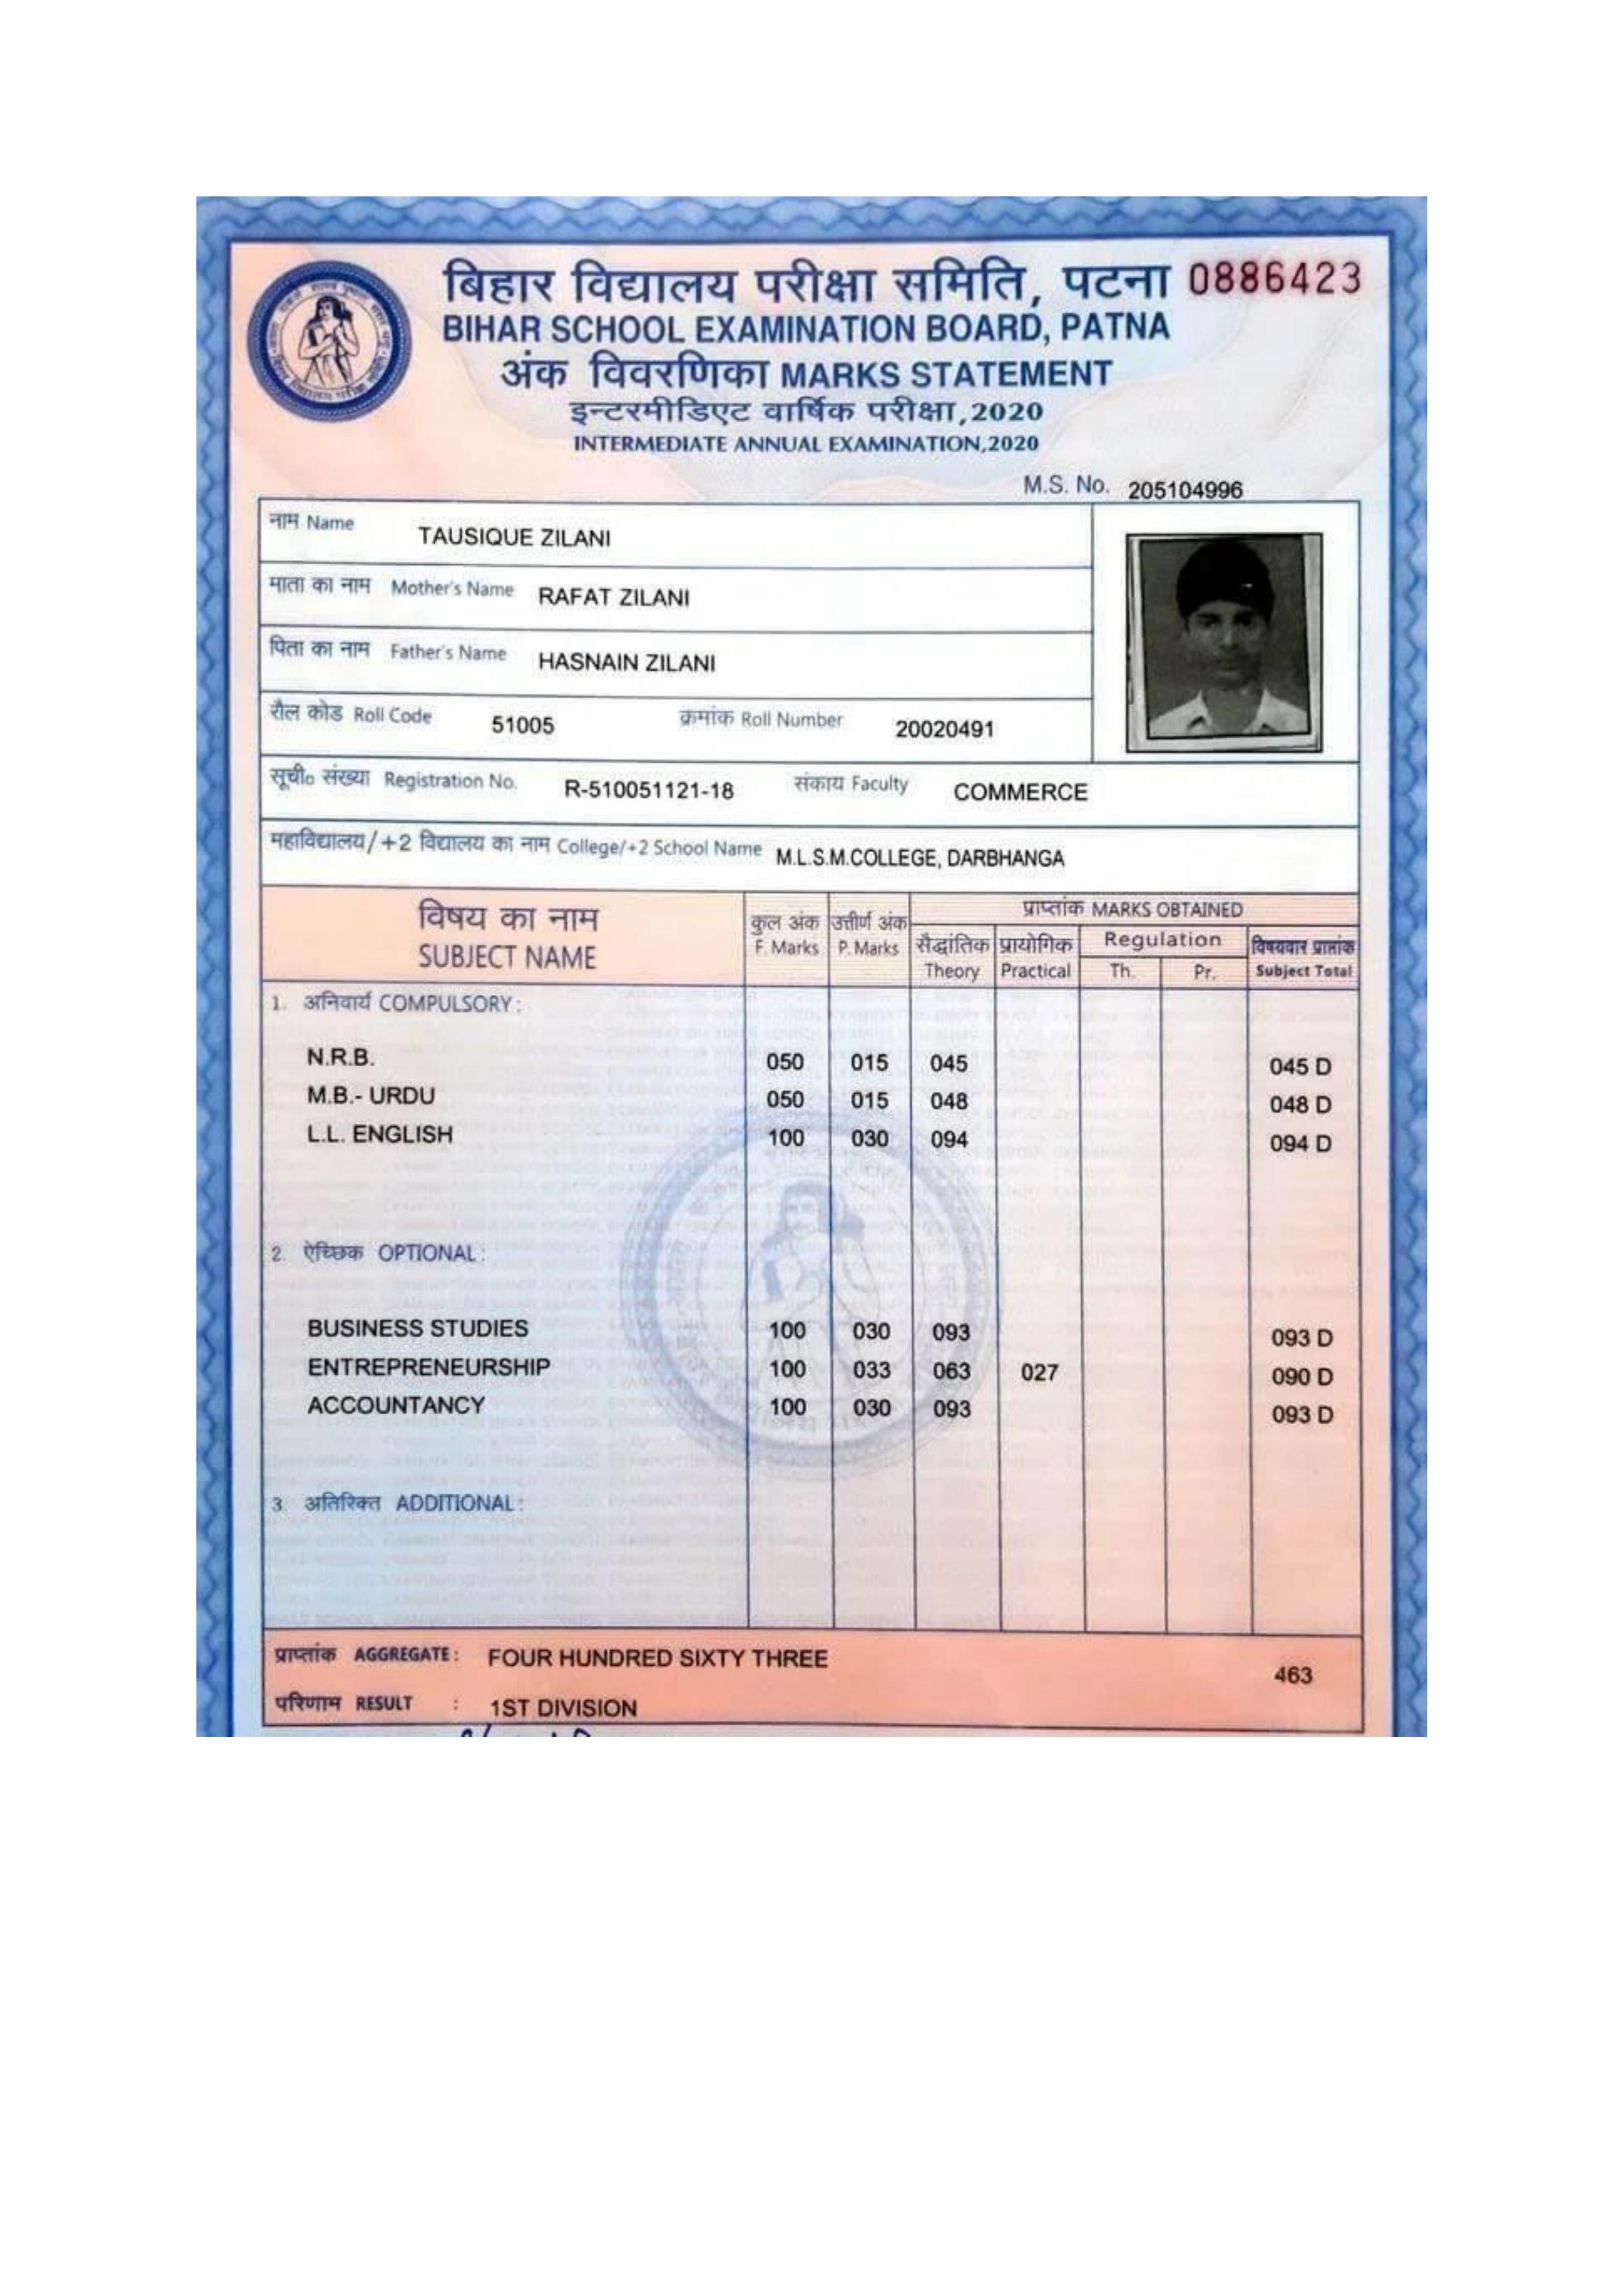 बिहार विद्यालय परीक्षा समिति, पटना 0886423
BIHAR SCHOOL EXAMINATION BOARD, PATNA
अंक विवरणिका MARKS STATEMENT
इन्टरमीडिएट वार्षिक परीक्षा,2020
INTERMEDIATE ANNUAL EXAMINATION,2020
M.S. No. 205104996
नाम Name TAUSIQUE ZILANI
माता का नाम Mother's Name RAFAT ZILANI
पिता का नाम Father's Name HASNAIN ZILANI
रौल कोड Roll Code 51005 क्रमांक Roll Number 20020491
सूची० संख्या Registration No. R-510051121-18 संकाय Faculty COMMERCE
महाविद्यालय/+2 विद्यालय का नाम College/+2 School Name M.L.S.M.COLLEGE, DARBHANGA
विषय का नाम कुल अंक उत्तीर्ण अंक प्राप्तांक MARKS OBTAINED
SUBJECT NAME F. Marks P. Marks सैद्धांतिक प्रायोगिक Regulation विषयवार प्राप्तांक
Theory Practical Th. Pr. Subject Total
1. अनिवार्य COMPULSORY:
N.R.B. 050 015 045 045 D
M.B.- URDU 050 015 048 048 D
L.L. ENGLISH 100 030 094 094 D
2. ऐच्छिक OPTIONAL:
BUSINESS STUDIES 100 030 093 093 D
ENTREPRENEURSHIP 100 033 063 027 090 D
ACCOUNTANCY 100 030 093 093 D
3. अतिरिक्त ADDITIONAL:
प्राप्तांक AGGREGATE: FOUR HUNDRED SIXTY THREE 463
परिणाम RESULT : 1ST DIVISION